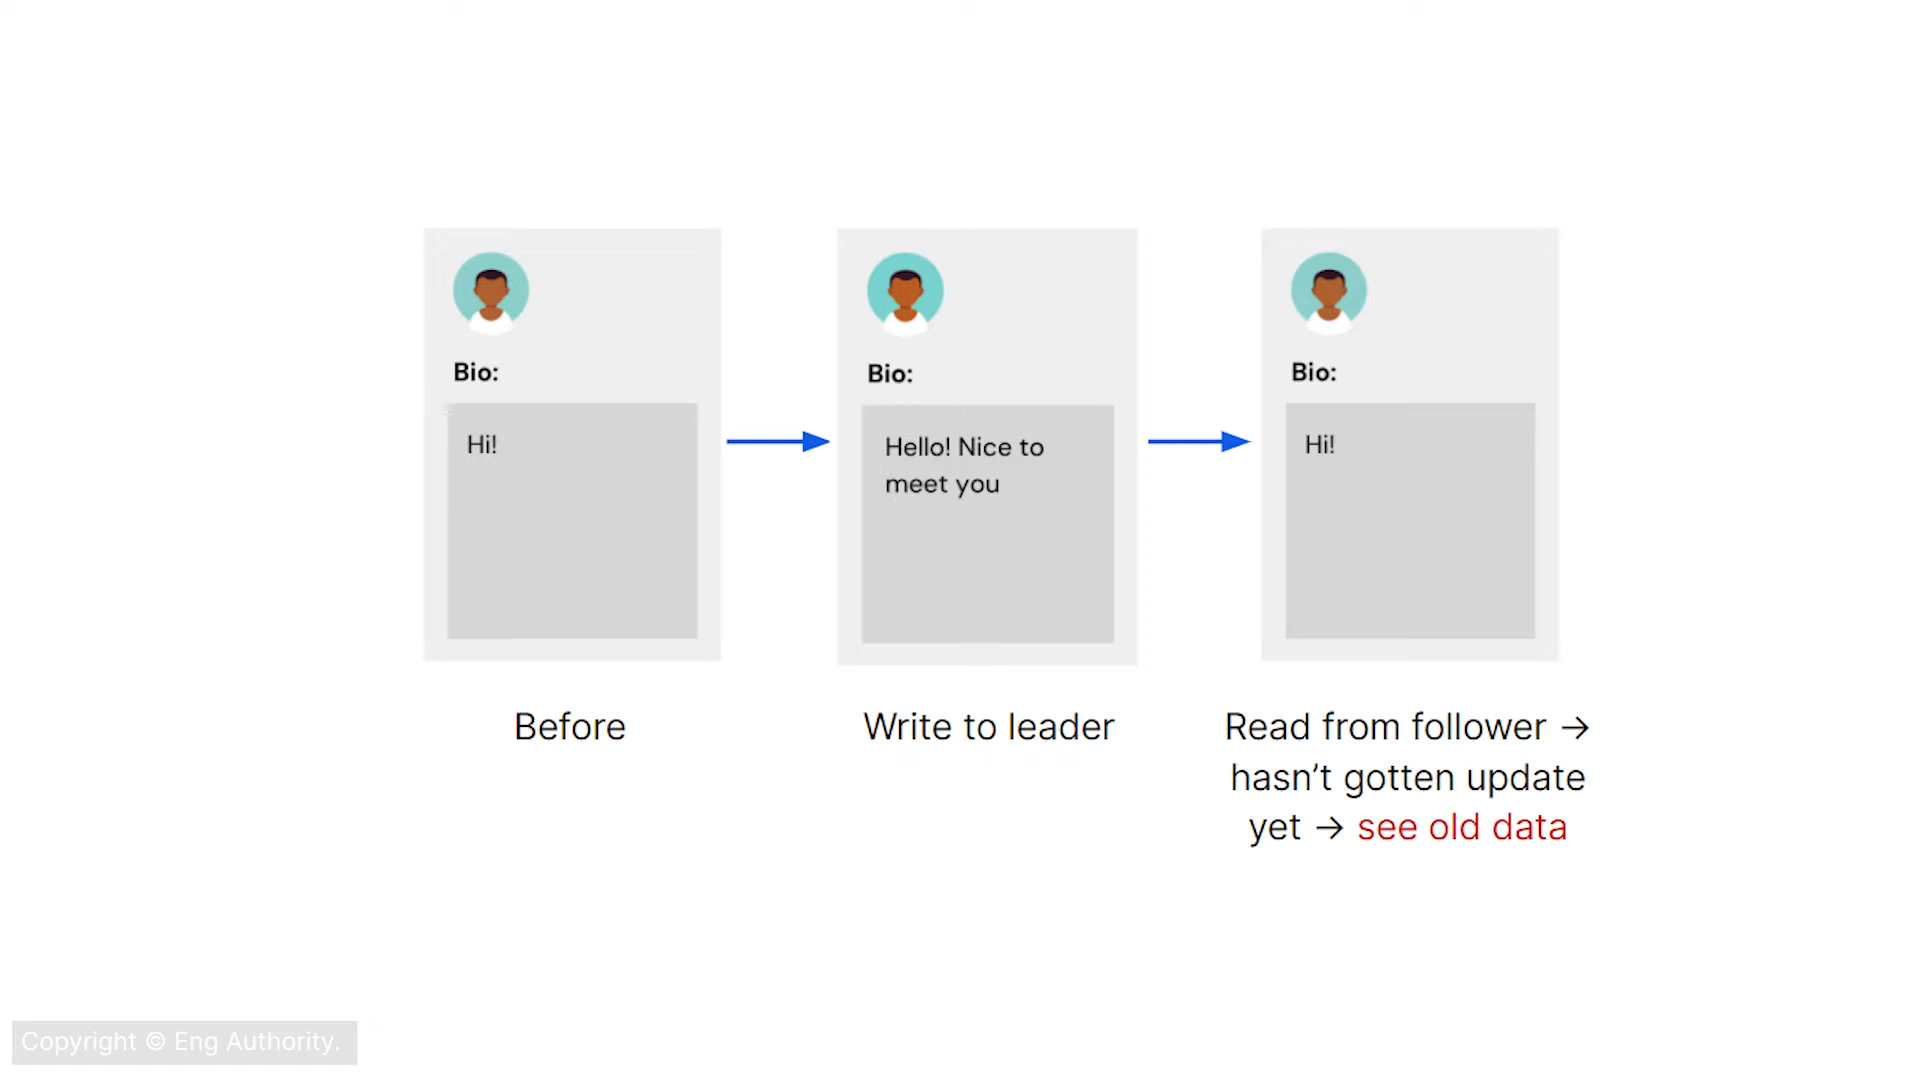 Bio:
Hi!
Before
Bio:
Hello! Nice to
meet you
Write to leader
Bio:
Hi!
Read from follower →
hasn’t gotten update
yet → see old data
Copyright © Eng Authority.